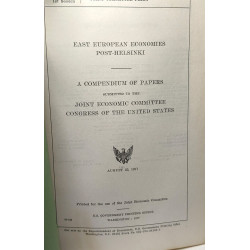 EAST EUROPEAN ECONOMIES
POST-HELSINKI
A COMPENDIUM OF PAPERS
SUBMITTED TO THE
JOINT ECONOMIC COMMITTEE
CONGRESS OF THE UNITED STATES
AUGUST 25, 1977
Printed for the use of the Joint Economic Committee
U.S. GOVERNMENT PRINTING OFFICE
WASHINGTON : 1977